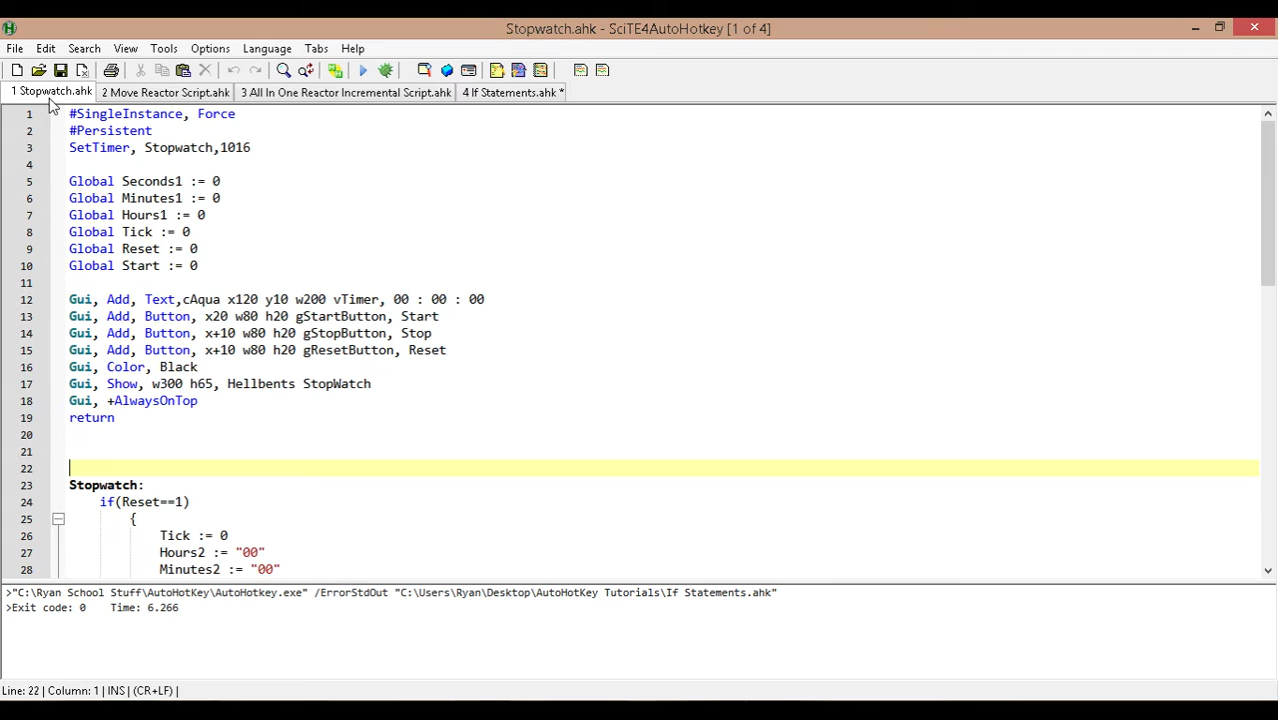 Stopwatch.ahk - SciTE4AutoHotkey [1 of 4]
File Edit Search View Tools Options Language Tabs Help
1 Stopwatch.ahk 2 Move Reactor Script.ahk 3 All In One Reactor Incremental Script.ahk 4 If Statements.ahk *
1 #SingleInstance, Force
2 #Persistent
3 SetTimer, Stopwatch,1016
4
5 Global Seconds1 := 0
6 Global Minutes1 := 0
7 Global Hours1 := 0
8 Global Tick := 0
9 Global Reset := 0
10 Global Start := 0
11
12 Gui, Add, Text,cAqua x120 y10 w200 vTimer, 00 : 00 : 00
13 Gui, Add, Button, x20 w80 h20 gStartButton, Start
14 Gui, Add, Button, x+10 w80 h20 gStopButton, Stop
15 Gui, Add, Button, x+10 w80 h20 gResetButton, Reset
16 Gui, Color, Black
17 Gui, Show, w300 h65, Hellbents StopWatch
18 Gui, +AlwaysOnTop
19 return
20
21
22
23 Stopwatch:
24 if(Reset==1)
25 {
26 Tick := 0
27 Hours2 := "00"
28 Minutes2 := "00"
>"C:\Ryan School Stuff\AutoHotKey\AutoHotkey.exe" /ErrorStdOut "C:\Users\Ryan\Desktop\AutoHotKey Tutorials\If Statements.ahk"
>Exit code: 0 Time: 6.266
Line: 22 | Column: 1 | INS | (CR+LF) |